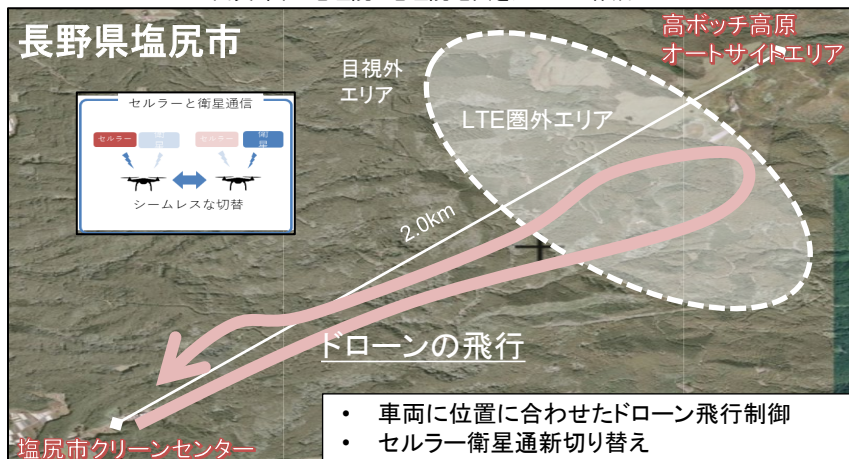 長野県塩尻市
高ボッチ高原
オートサイトエリア
目視外
エリア
セルラーと衛星通信
セルラー
衛星
セルラー
衛星
シームレスな切替
LTE圏外エリア
2.0km
ドローンの飛行
• 車両に位置に合わせたドローン飛行制御
• セルラー衛星通新切り替え
塩尻市クリーンセンター